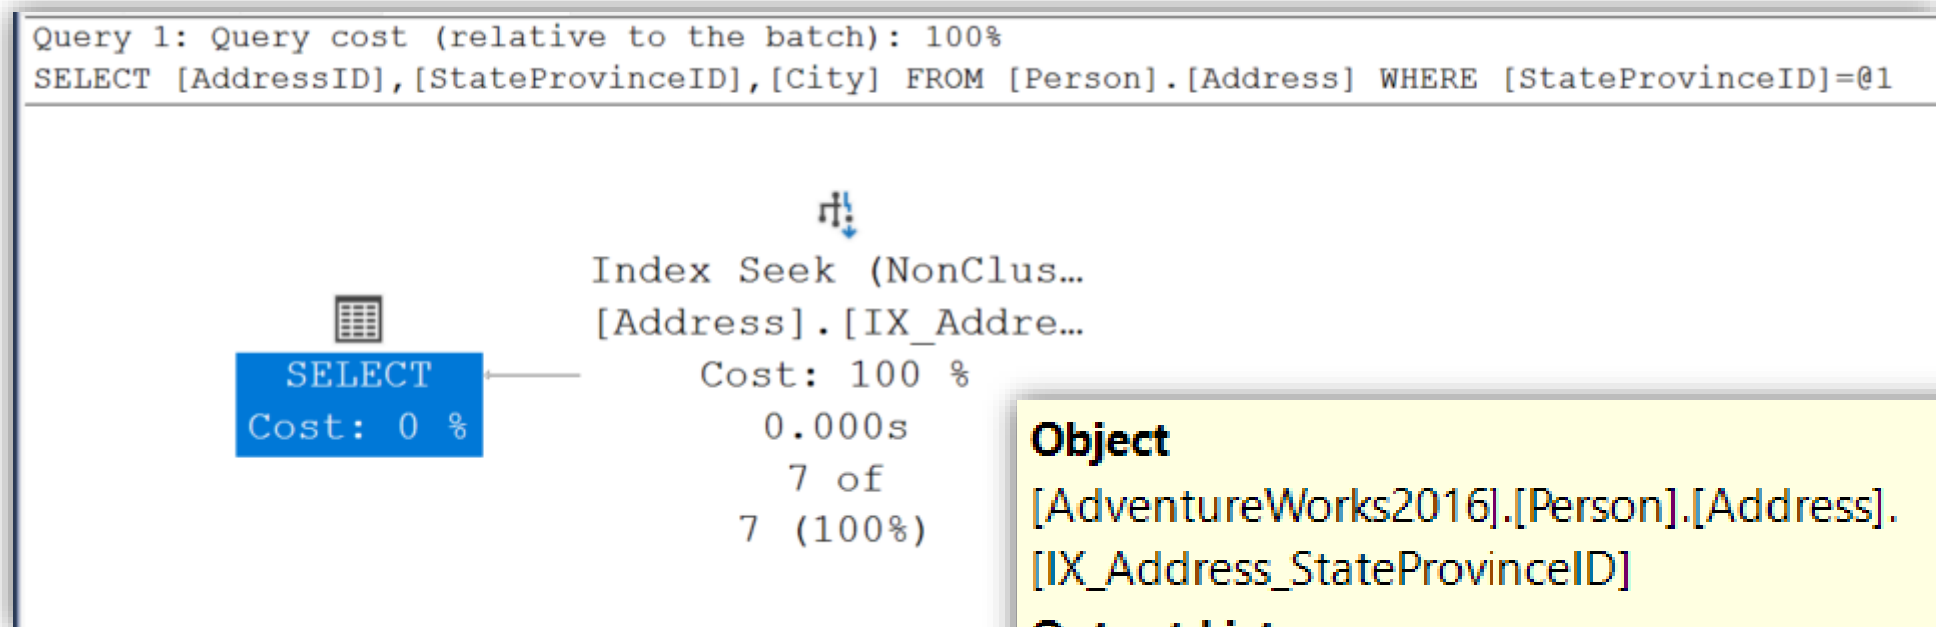 Query 1: Query cost (relative to the batch): 100%
SELECT [AddressID],[StateProvinceID],[City] FROM [Person].[Address] WHERE [StateProvinceID]=@1
Index Seek (NonClus…
[Address].[IX_Addre…
Cost: 100 %
0.000s
7 of
7 (100%)
SELECT
Cost: 0 %
Object
[AdventureWorks2016].[Person].[Address].
[IX_Address_StateProvinceID]